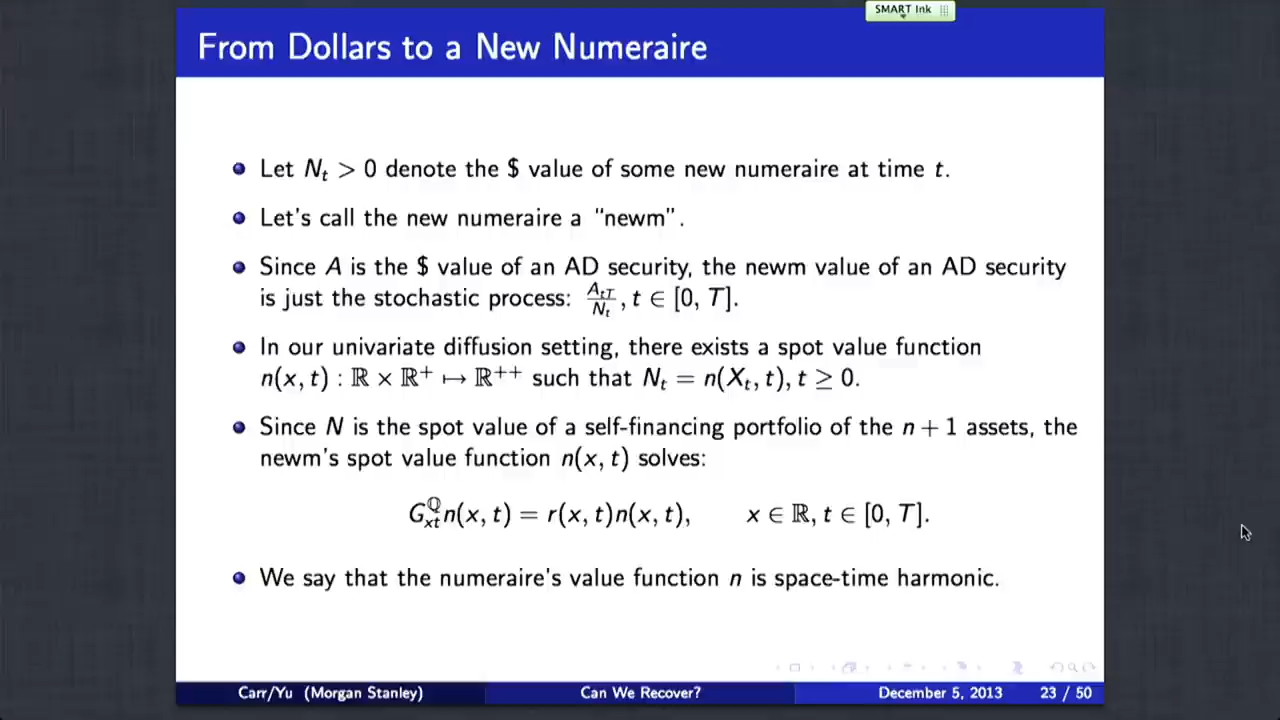 SMART Ink
From Dollars to a New Numeraire
Let N_t > 0 denote the $ value of some new numeraire at time t.
Let's call the new numeraire a "newm".
Since A is the $ value of an AD security, the newm value of an AD security
is just the stochastic process: A_{tT}/N_t, t ∈ [0, T].
In our univariate diffusion setting, there exists a spot value function
n(x, t) : ℝ × ℝ⁺ ↦ ℝ⁺⁺ such that N_t = n(X_t, t), t ≥ 0.
Since N is the spot value of a self-financing portfolio of the n + 1 assets, the
newm's spot value function n(x, t) solves:
G^ℚ_{xt} n(x, t) = r(x, t)n(x, t), x ∈ ℝ, t ∈ [0, T].
We say that the numeraire's value function n is space-time harmonic.
Carr/Yu (Morgan Stanley) Can We Recover? December 5, 2013 23 / 50